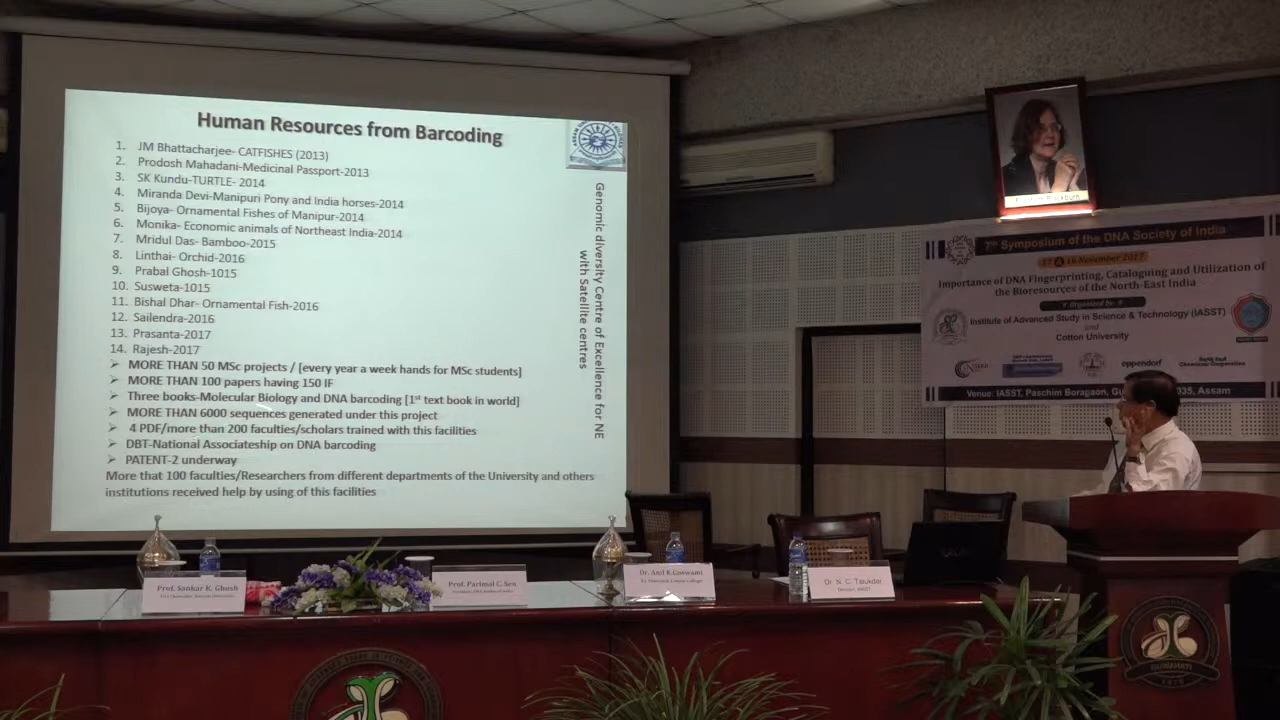 Human Resources from Barcoding
1. JM Bhattacharjee- CATFISHES (2013)
2. Prodosh Mahadani-Medicinal Passport-2013
3. SK Kundu-TURTLE- 2014
4. Miranda Devi-Manipuri Pony and India horses-2014
5. Bijoya- Ornamental Fishes of Manipur-2014
6. Monika- Economic animals of Northeast India-2014
7. Mridul Das- Bamboo-2015
8. Linthai- Orchid-2016
9. Prabal Ghosh-1015
10. Susweta-1015
11. Bishal Dhar- Ornamental Fish-2016
12. Sailendra-2016
13. Prasanta-2017
14. Rajesh-2017
➢ MORE THAN 50 MSc projects / [every year a week hands for MSc students]
➢ MORE THAN 100 papers having 150 IF
➢ Three books-Molecular Biology and DNA barcoding [1st text book in world]
➢ MORE THAN 6000 sequences generated under this project
➢ 4 PDF/more than 200 faculties/scholars trained with this facilities
➢ DBT-National Associateship on DNA barcoding
➢ PATENT-2 underway
More that 100 faculties/Researchers from different departments of the University and others
institutions received help by using of this facilities
Genomic diversity Centre of Excellence for NE
with Satellite centres
7th Symposium of the DNA Society of India
November 2017
Importance of DNA Fingerprinting, Cataloguing and Utilization of
the Bioresources of the North-East India
Organized by
Institute of Advanced Study in Science & Technology (IASST)
and
Cotton University
eppendorf
Venue: IASST, Paschim Boragaon, 035, Assam
Prof. Sankar K. Ghosh
Prof. Parimal C. Sen
Dr. Anil K. Goswami
Dr. N. C. Talukdar
Director, IASST